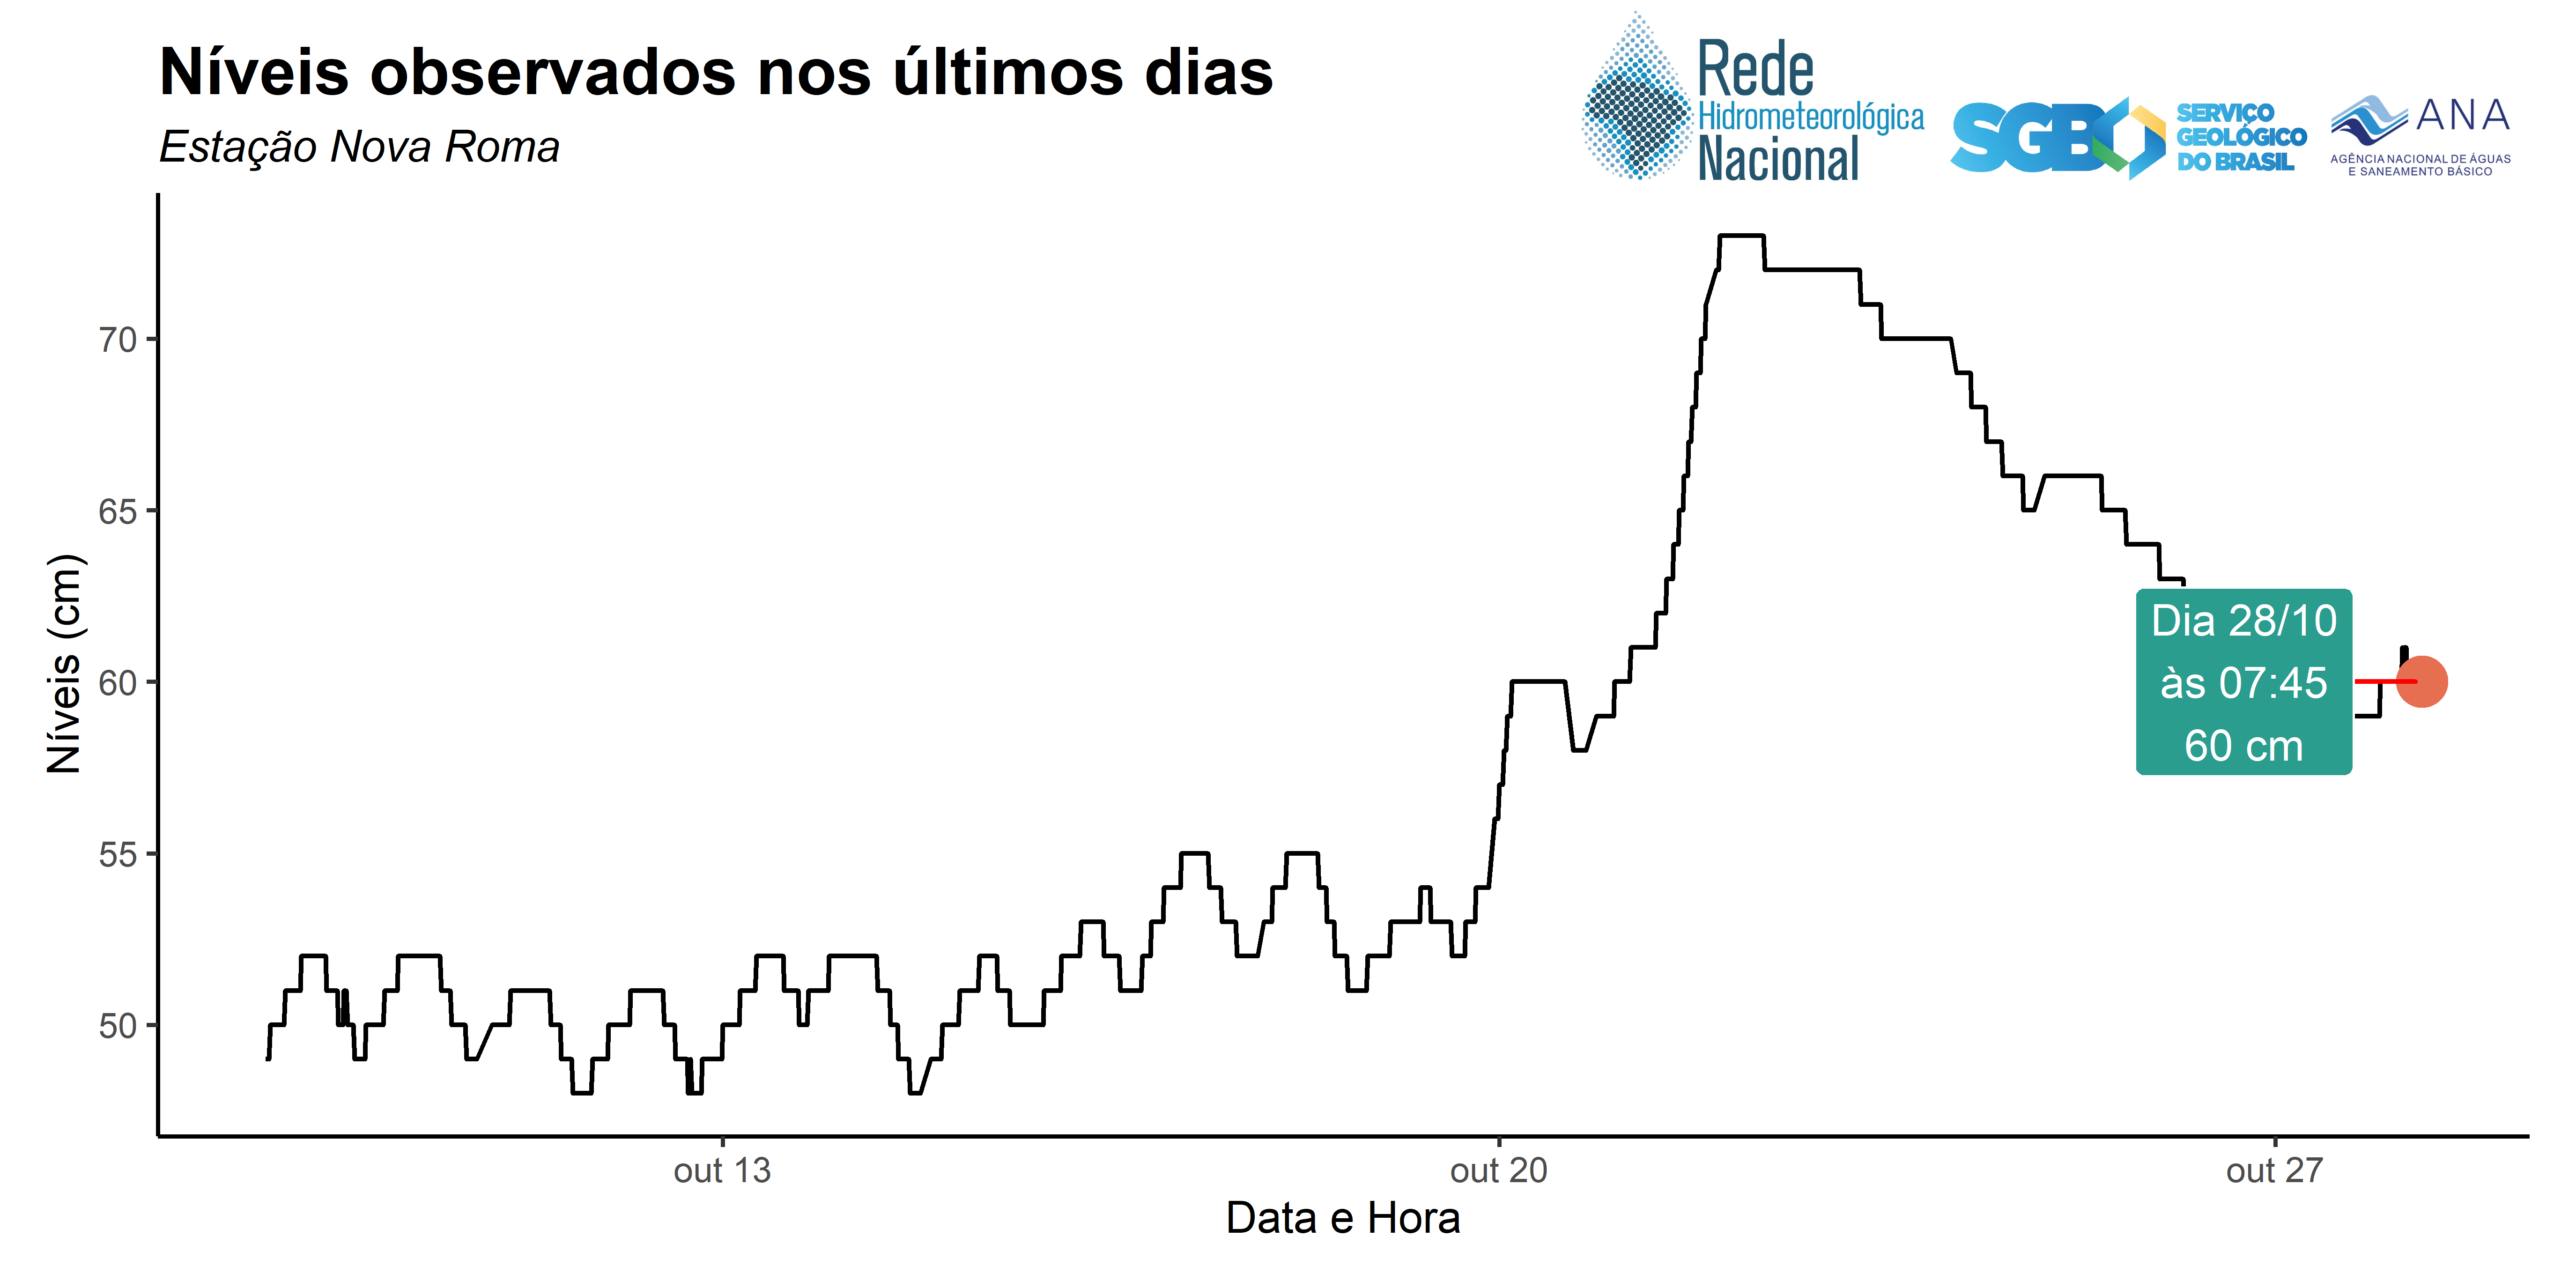 Níveis observados nos últimos dias
Estação Nova Roma
Rede
Hidrometeorológica
Nacional
SGB
SERVIÇO
GEOLÓGICO
DO BRASIL
ANA
AGÊNCIA NACIONAL DE ÁGUAS
E SANEAMENTO BÁSICO
Níveis (cm)
70
65
60
55
50
Dia 28/10
às 07:45
60 cm
out 13
out 20
out 27
Data e Hora